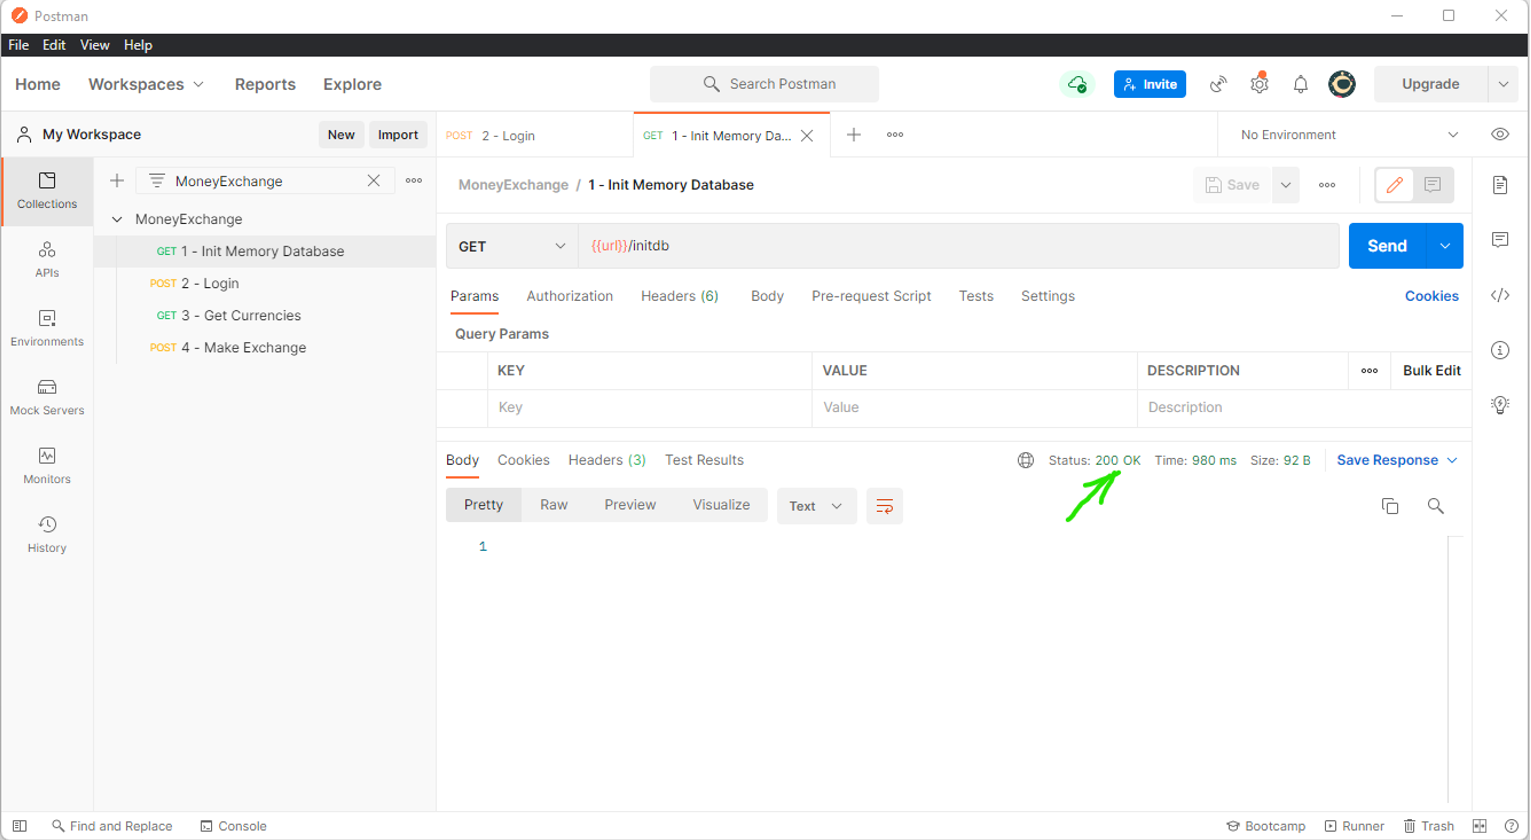 Postman
File Edit View Help
Home Workspaces Reports Explore Search Postman Invite Upgrade
My Workspace New Import POST 2 - Login GET 1 - Init Memory Da... No Environment
Collections MoneyExchange MoneyExchange / 1 - Init Memory Database Save
MoneyExchange
GET 1 - Init Memory Database GET {{url}}/initdb Send
APIs POST 2 - Login
GET 3 - Get Currencies Params Authorization Headers (6) Body Pre-request Script Tests Settings Cookies
Environments POST 4 - Make Exchange Query Params
KEY VALUE DESCRIPTION Bulk Edit
Mock Servers Key Value Description
Monitors Body Cookies Headers (3) Test Results Status: 200 OK Time: 980 ms Size: 92 B Save Response
Pretty Raw Preview Visualize Text
History 1
Find and Replace Console Bootcamp Runner Trash